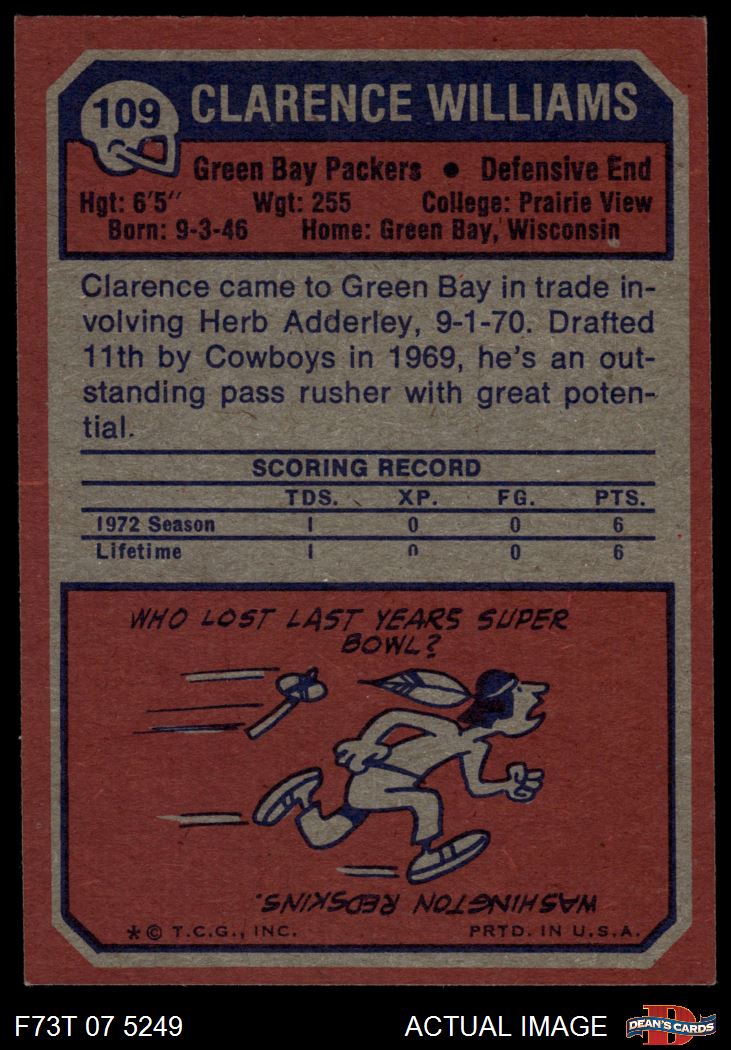 109 CLARENCE WILLIAMS
Green Bay Packers • Defensive End
Hgt: 6'5" Wgt: 255 College: Prairie View
Born: 9-3-46 Home: Green Bay, Wisconsin
Clarence came to Green Bay in trade in-
volving Herb Adderley, 9-1-70. Drafted
11th by Cowboys in 1969, he's an out-
standing pass rusher with great poten-
tial.
SCORING RECORD
TDS. XP. FG. PTS.
1972 Season 1 0 0 6
Lifetime 1 0 0 6
WHO LOST LAST YEARS SUPER
BOWL?
WASHINGTON REDSKINS.
*© T.C.G., INC. PRTD. IN U.S.A.
F73T 07 5249 ACTUAL IMAGE DEAN'S CARDS